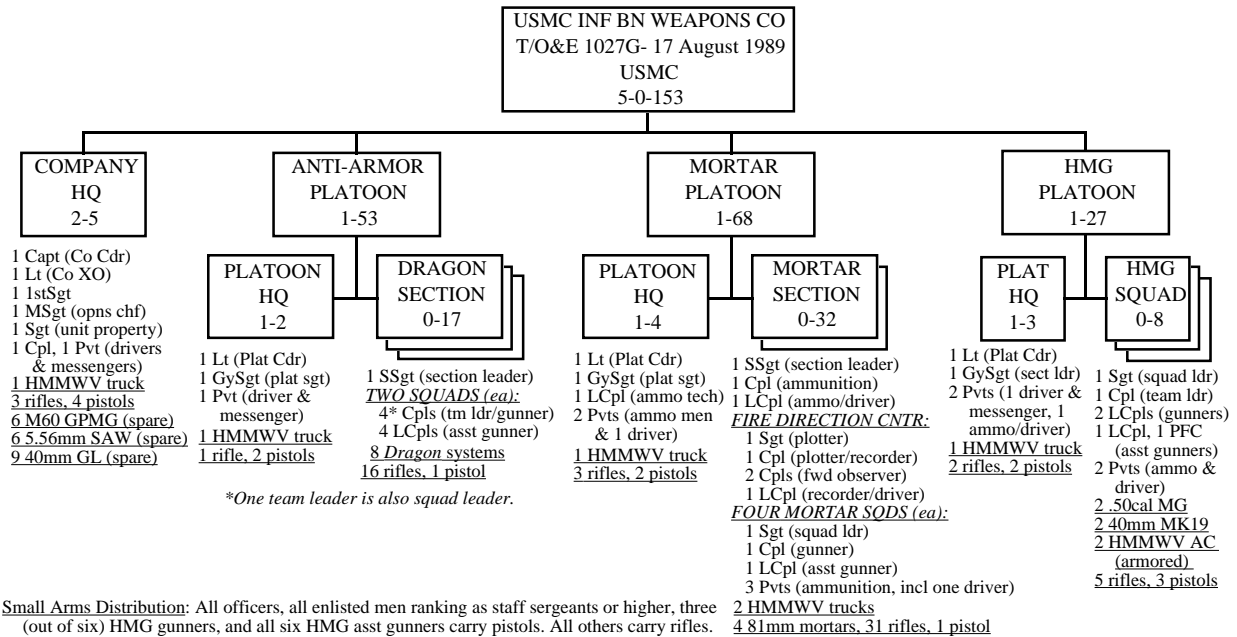 USMC INF BN WEAPONS CO
T/O&E 1027G- 17 August 1989
USMC
5-0-153
COMPANY
HQ
2-5
1 Capt (Co Cdr)
1 Lt (Co XO)
1 1stSgt
1 MSgt (opns chf)
1 Sgt (unit property)
1 Cpl, 1 Pvt (drivers
& messengers)
1 HMMWV truck
3 rifles, 4 pistols
6 M60 GPMG (spare)
6 5.56mm SAW (spare)
9 40mm GL (spare)
ANTI-ARMOR
PLATOON
1-53
PLATOON
HQ
1-2
1 Lt (Plat Cdr)
1 GySgt (plat sgt)
1 Pvt (driver &
messenger)
1 HMMWV truck
1 rifle, 2 pistols
DRAGON
SECTION
0-17
1 SSgt (section leader)
TWO SQUADS (ea):
4* Cpls (tm ldr/gunner)
4 LCpls (asst gunner)
8 Dragon systems
16 rifles, 1 pistol
*One team leader is also squad leader.
MORTAR
PLATOON
1-68
PLATOON
HQ
1-4
1 Lt (Plat Cdr)
1 GySgt (plat sgt)
1 LCpl (ammo tech)
2 Pvts (ammo men
& 1 driver)
1 HMMWV truck
3 rifles, 2 pistols
MORTAR
SECTION
0-32
1 SSgt (section leader)
1 Cpl (ammunition)
1 LCpl (ammo/driver)
FIRE DIRECTION CNTR:
1 Sgt (plotter)
1 Cpl (plotter/recorder)
2 Cpls (fwd observer)
1 LCpl (recorder/driver)
FOUR MORTAR SQDS (ea):
1 Sgt (squad ldr)
1 Cpl (gunner)
1 LCpl (asst gunner)
3 Pvts (ammunition, incl one driver)
2 HMMWV trucks
4 81mm mortars, 31 rifles, 1 pistol
HMG
PLATOON
1-27
PLAT
HQ
1-3
1 Lt (Plat Cdr)
1 GySgt (sect ldr)
2 Pvts (1 driver &
messenger, 1
ammo/driver)
1 HMMWV truck
2 rifles, 2 pistols
HMG
SQUAD
0-8
1 Sgt (squad ldr)
1 Cpl (team ldr)
2 LCpls (gunners)
1 LCpl, 1 PFC
(asst gunners)
2 Pvts (ammo &
driver)
2 .50cal MG
2 40mm MK19
2 HMMWV AC
(armored)
5 rifles, 3 pistols
Small Arms Distribution: All officers, all enlisted men ranking as staff sergeants or higher, three
(out of six) HMG gunners, and all six HMG asst gunners carry pistols. All others carry rifles.